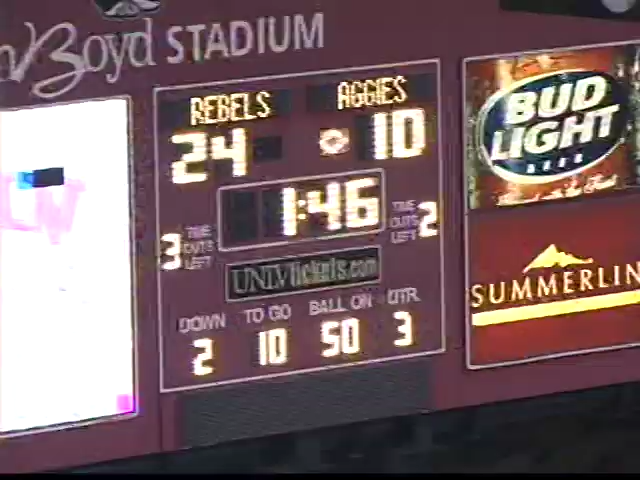 Boyd STADIUM
REBELS AGGIES
24 10
1:46
3 TIME OUTS LEFT
TIME OUTS LEFT 2
UNLVtickets.com
DOWN TO GO BALL ON QTR.
2 10 50 3
BUD LIGHT
BEER
SUMMERLIN